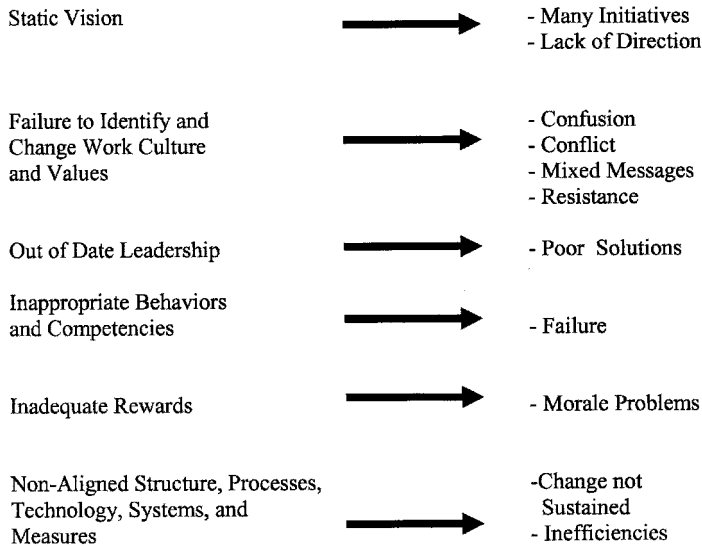 Static Vision
- Many Initiatives
- Lack of Direction
Failure to Identify and
Change Work Culture
and Values
- Confusion
- Conflict
- Mixed Messages
- Resistance
Out of Date Leadership
- Poor Solutions
Inappropriate Behaviors
and Competencies
- Failure
Inadequate Rewards
- Morale Problems
Non-Aligned Structure, Processes,
Technology, Systems, and
Measures
-Change not
Sustained
- Inefficiencies